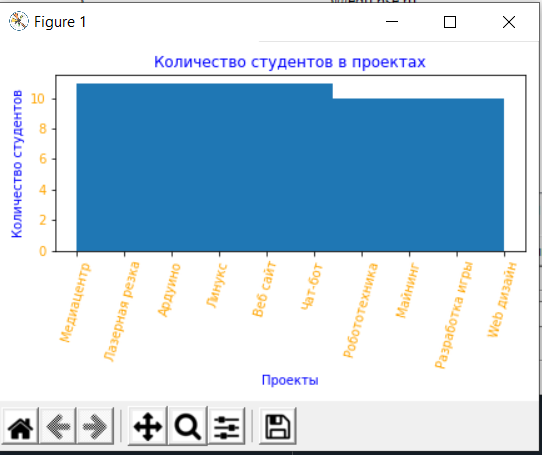 Figure 1
Количество студентов в проектах
Количество студентов
10
8
6
4
2
0
Медиацентр
Лазерная резка
Ардуино
Линукс
Веб сайт
Чат-бот
Робототехника
Майнинг
Разработка игры
Web дизайн
Проекты